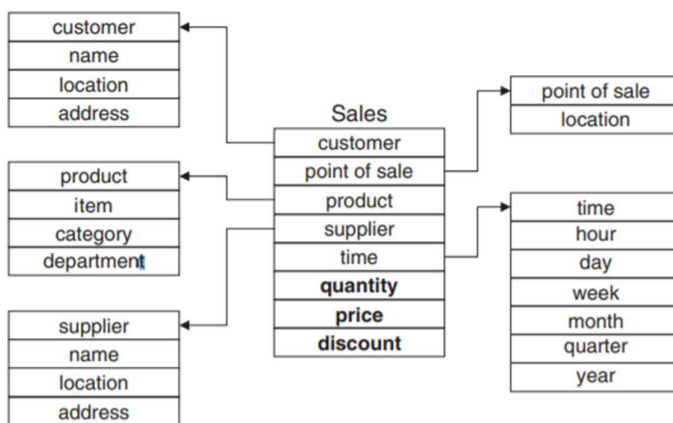 customer
name
location
address
product
item
category
department
supplier
name
location
address
Sales
customer
point of sale
product
supplier
time
quantity
price
discount
point of sale
location
time
hour
day
week
month
quarter
year